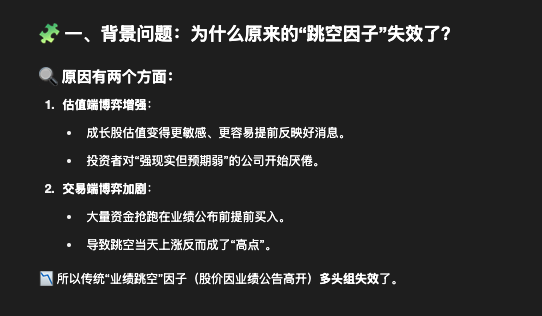 🧩 一、背景问题：为什么原来的“跳空因子”失效了？
🔍 原因有两个方面：
1. 估值端博弈增强：
• 成长股估值变得更敏感、更容易提前反映好消息。
• 投资者对“强现实但预期弱”的公司开始厌倦。
2. 交易端博弈加剧：
• 大量资金抢跑在业绩公布前提前买入。
• 导致跳空当天上涨反而成了“高点”。
📉 所以传统“业绩跳空”因子（股价因业绩公告高开）多头组失效了。